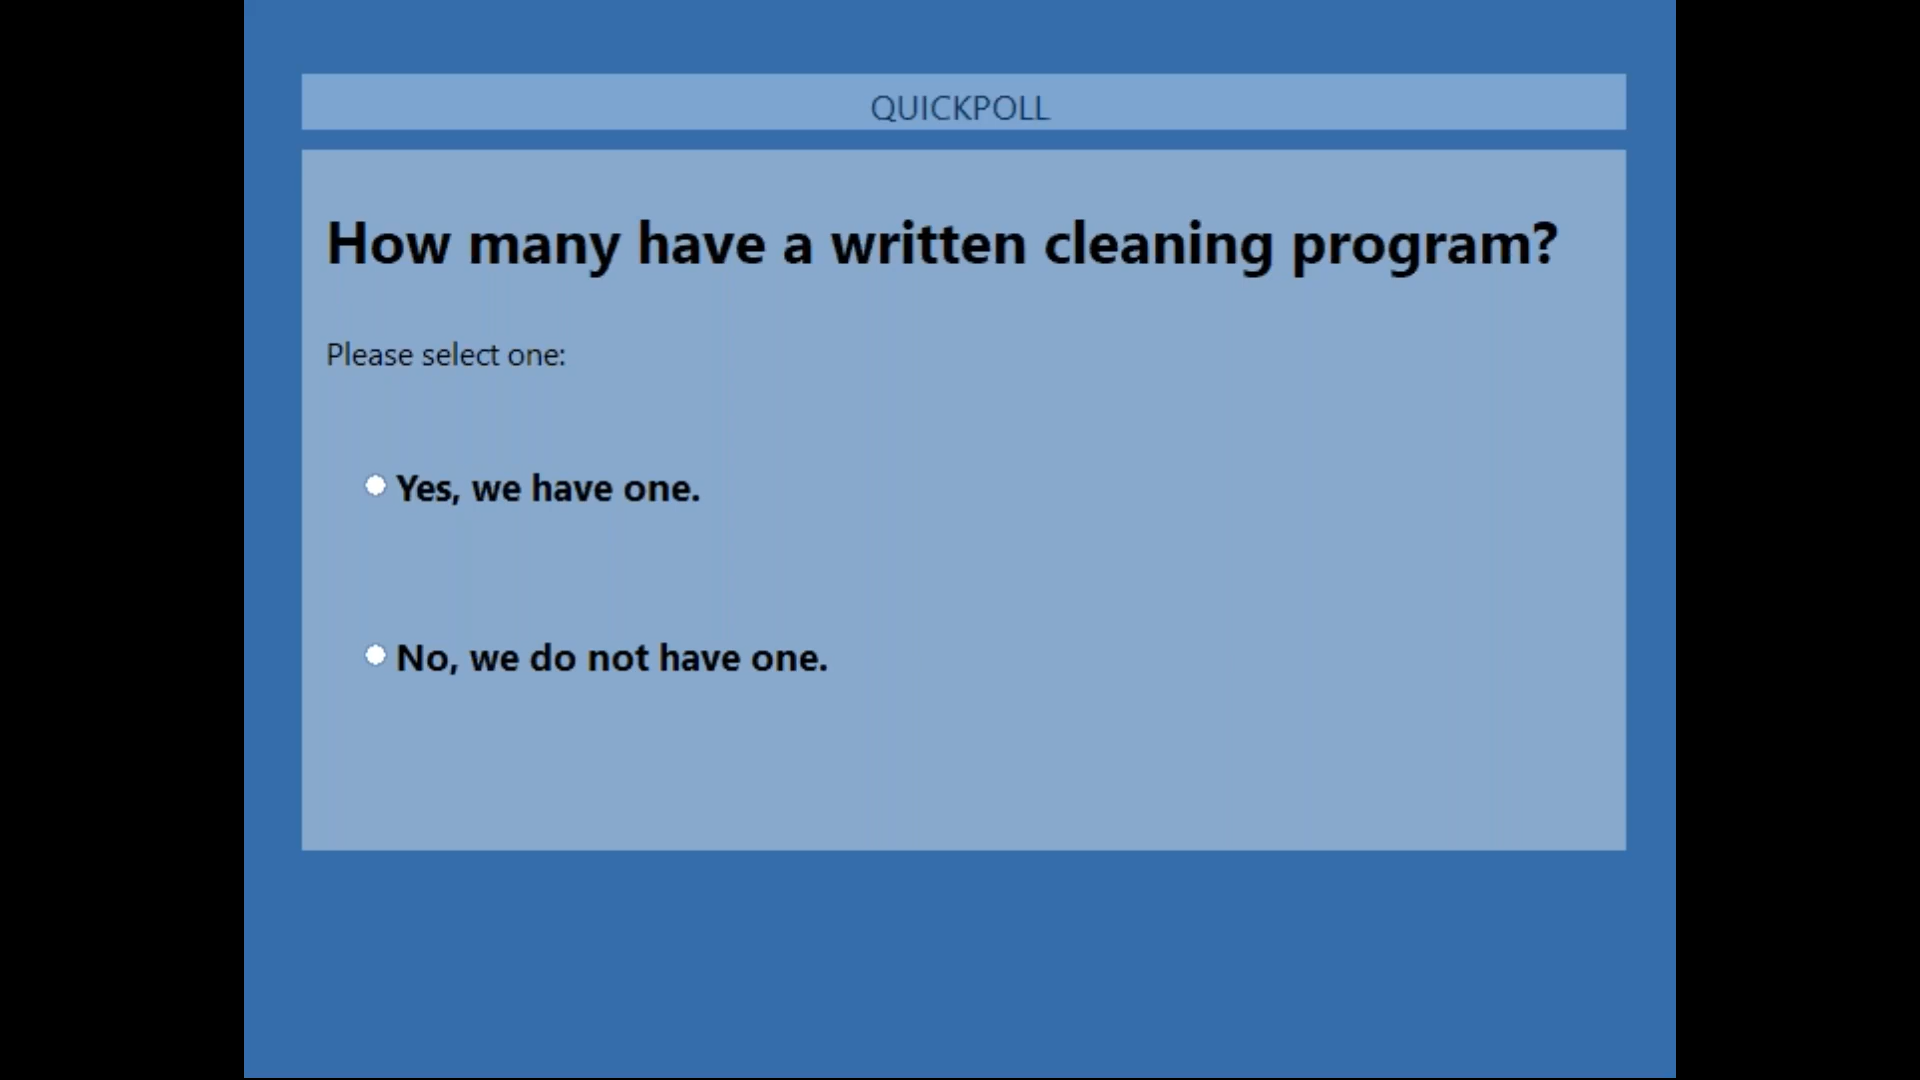 QUICKPOLL
How many have a written cleaning program?
Please select one:
Yes, we have one.
No, we do not have one.